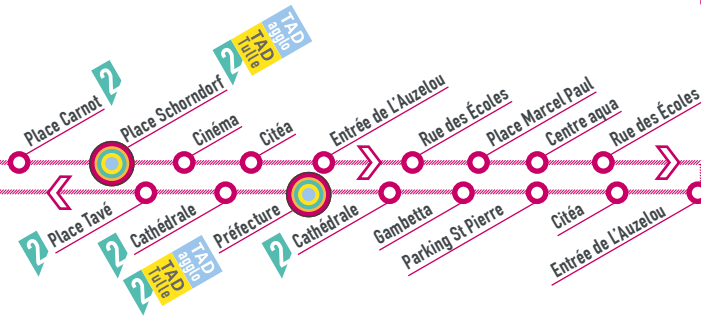 Place Carnot
2
Place Schorndorf
2
TAD
Tulle
TAD
agglo
Cinéma
Citéa
Entrée de L'Auzelou
Rue des Écoles
Place Marcel Paul
Centre aqua
Rue des Écoles
2
Place Tavé
2
Cathédrale
2
TAD
Tulle
TAD
agglo
Préfecture
2
Cathédrale
Gambetta
Parking St Pierre
Citéa
Entrée de L'Auzelou